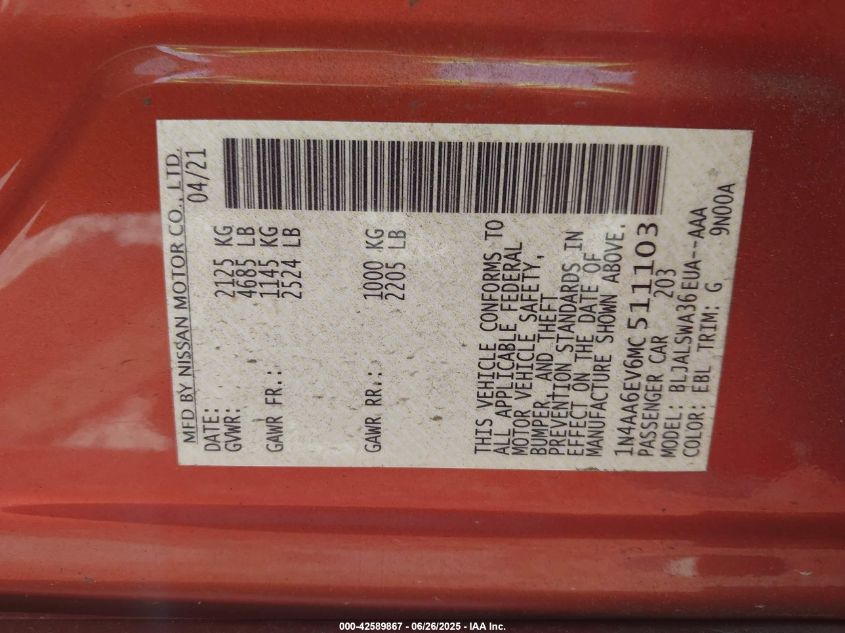 MFD BY NISSAN MOTOR CO., LTD.
DATE: 04/21
GVWR: 2125 KG
4685 LB
GAWR FR.: 1145 KG
2524 LB
GAWR RR.: 1000 KG
2205 LB
THIS VEHICLE CONFORMS TO
ALL APPLICABLE FEDERAL
MOTOR VEHICLE SAFETY,
BUMPER, AND THEFT
PREVENTION STANDARDS IN
EFFECT ON THE DATE OF
MANUFACTURE SHOWN ABOVE.
1N4AA6EV6MC511103
PASSENGER CAR 203
MODEL: BLJALSWA36EUA--AAA
COLOR: EBL TRIM: G 9N00A
000-42589867 - 06/26/2025 - IAA Inc.